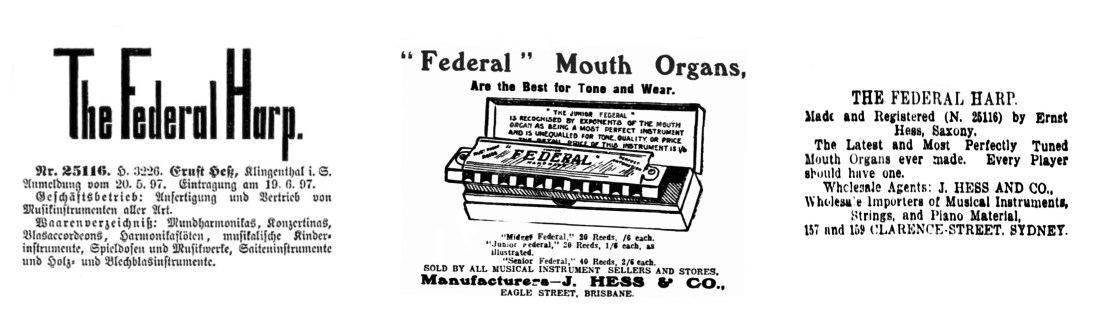 The Federal Harp.
Nr. 25116. H. 3226. Ernst Heß, Klingenthal i. S.
Anmeldung vom 20. 5. 97. Eintragung am 19. 6. 97.
Geschäftsbetrieb: Anfertigung und Vertrieb von
Musikinstrumenten aller Art.
Waarenverzeichniß: Mundharmonikas, Konzertinas,
Blasaccordeons, Harmonikaflöten, musikalische Kinder-
instrumente, Spieldosen und Musikwerke, Saiteninstrumente
und Holz- und Blechblasinstrumente.
"Federal" Mouth Organs,
Are the Best for Tone and Wear.
"THE JUNIOR FEDERAL"
IS RECOGNISED BY EXPONENTS OF THE MOUTH
ORGAN AS BEING A MOST PERFECT INSTRUMENT
AND IS UNEQUALLED FOR TONE, QUALITY, OR PRICE
RETAIL PRICE OF THIS INSTRUMENT IS 1/6
"FEDERAL"
"Midget Federal," 20 Reeds, /6 each.
"Junior Federal," 20 Reeds, 1/6 each, as
illustrated.
"Senior Federal," 40 Reeds, 2/6 each.
SOLD BY ALL MUSICAL INSTRUMENT SELLERS AND STORES.
Manufacturers—J. HESS & CO.,
EAGLE STREET, BRISBANE.
THE FEDERAL HARP.
Made and Registered (N. 25116) by Ernst
Hess, Saxony.
The Latest and Most Perfectly Tuned
Mouth Organs ever made. Every Player
should have one.
Wholesale Agents: J. HESS AND CO.,
Wholesale Importers of Musical Instruments,
Strings, and Piano Material,
157 and 159 CLARENCE-STREET, SYDNEY.